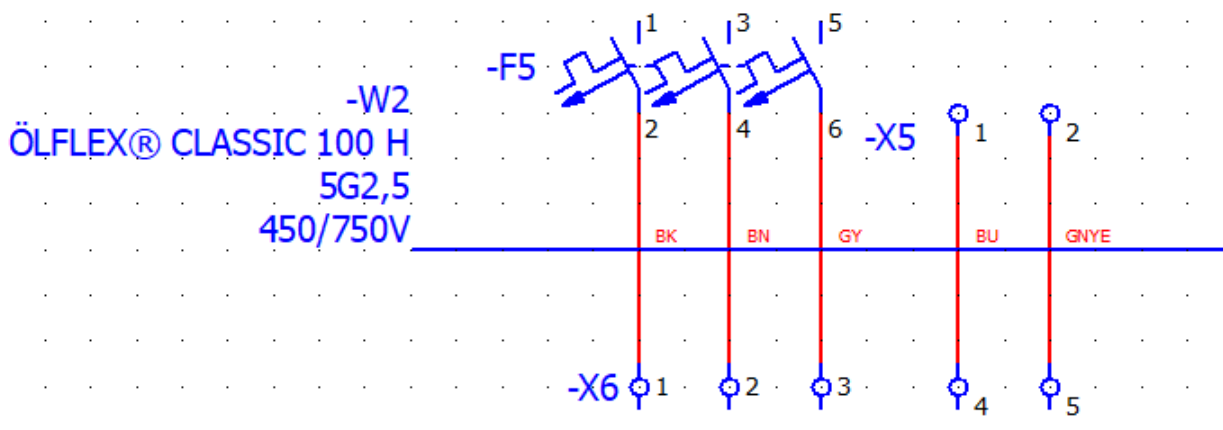 1 3 5
-F5
-W2
ÖLFLEX® CLASSIC 100 H
2 4 6 -X5 1 2
5G2,5
450/750V
BK BN GY BU GNYE
-X6 1 2 3 4 5